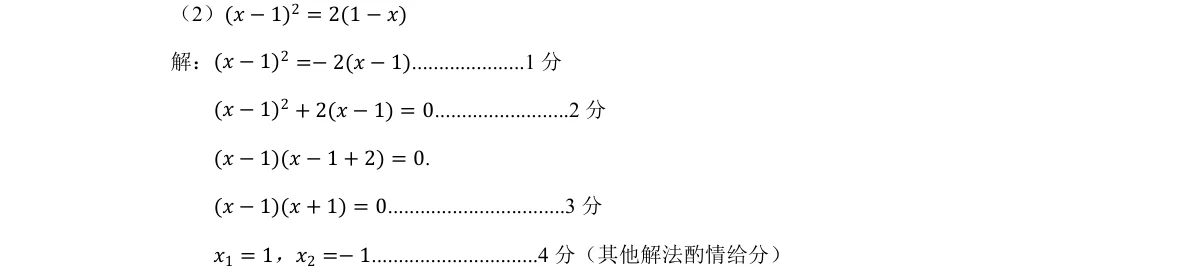 （2）(x − 1)² = 2(1 − x)
解：(x − 1)² =− 2(x − 1).....................1 分
(x − 1)² + 2(x − 1) = 0.........................2 分
(x − 1)(x − 1 + 2) = 0.
(x − 1)(x + 1) = 0.................................3 分
x₁ = 1，x₂ =− 1...............................4 分（其他解法酌情给分）